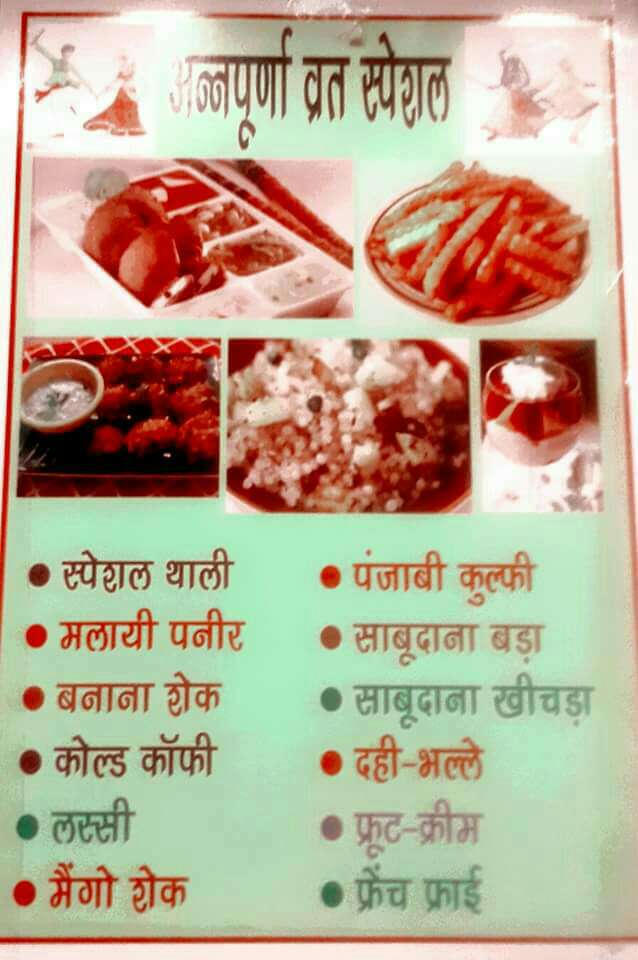 अन्नपूर्णा व्रत स्पेशल
• स्पेशल थाली
• मलायी पनीर
• बनाना शेक
• कोल्ड कॉफी
• लस्सी
• मैंगो शेक
• पंजाबी कुल्फी
• साबूदाना बड़ा
• साबूदाना खीचड़ा
• दही-भल्ले
• फ्रूट-क्रीम
• फ्रेंच फ्राई